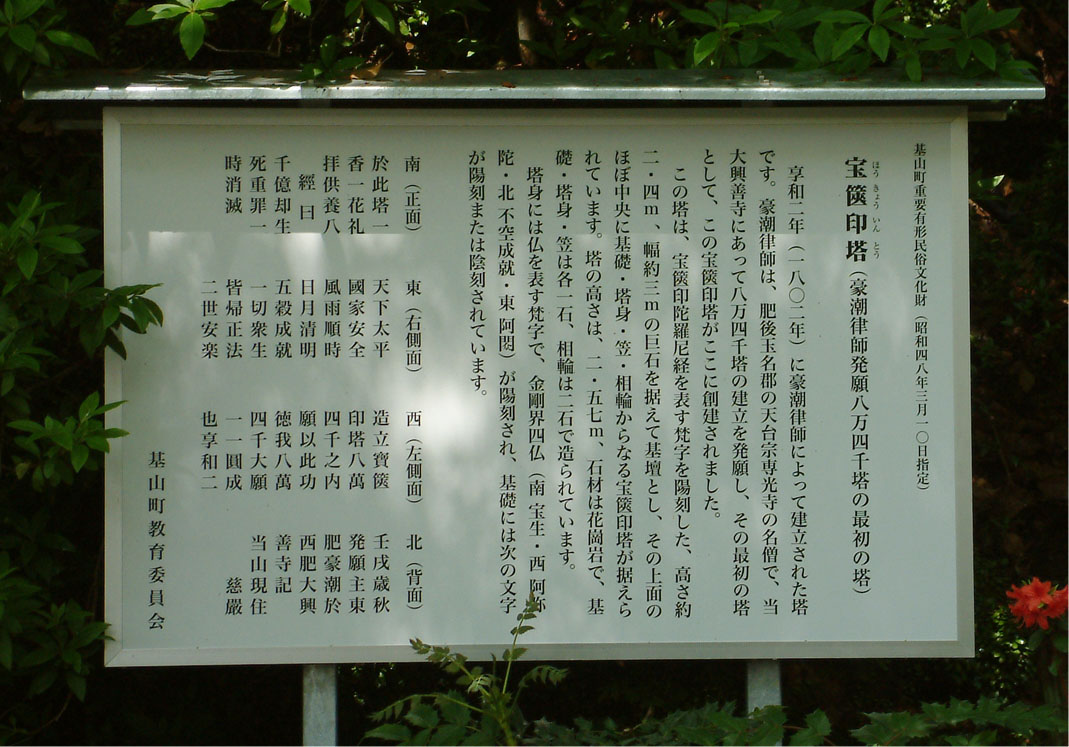 基山町重要有形民俗文化財（昭和四八年三月一〇日指定）
宝篋印塔（豪潮律師発願八万四千塔の最初の塔）
ほう きょう いん とう
享和二年（一八〇二年）に豪潮律師によって建立された塔
です。豪潮律師は、肥後玉名郡の天台宗専光寺の名僧で、当
大興善寺にあって八万四千塔の建立を発願し、その最初の塔
として、この宝篋印塔がここに創建されました。
この塔は、宝篋印陀羅尼経を表す梵字を陽刻した、高さ約
二・四m、幅約三mの巨石を据えて基壇とし、その上面の
ほぼ中央に基礎・塔身・笠・相輪からなる宝篋印塔が据えら
れています。塔の高さは、二・五七m、石材は花崗岩で、基
礎・塔身・笠は各一石、相輪は二石で造られています。
塔身には仏を表す梵字で、金剛界四仏（南 宝生・西 阿弥
陀・北 不空成就・東 阿閦）が陽刻され、基礎には次の文字
が陽刻または陰刻されています。
南（正面）
於此塔一
香一花礼
拝供養八
經曰
千億却生
死重罪一
時消滅
東（右側面）
天下太平
國家安全
風雨順時
日月清明
五穀成就
一切衆生
皆帰正法
二世安楽
西（左側面）
造立寶篋
印塔八萬
四千之内
願以此功
徳我八萬
四千大願
一一圓成
也享和二
北（背面）
壬戌歳秋
発願主東
肥豪潮於
西肥大興
善寺記
当山現住
慈嚴
基山町教育委員会